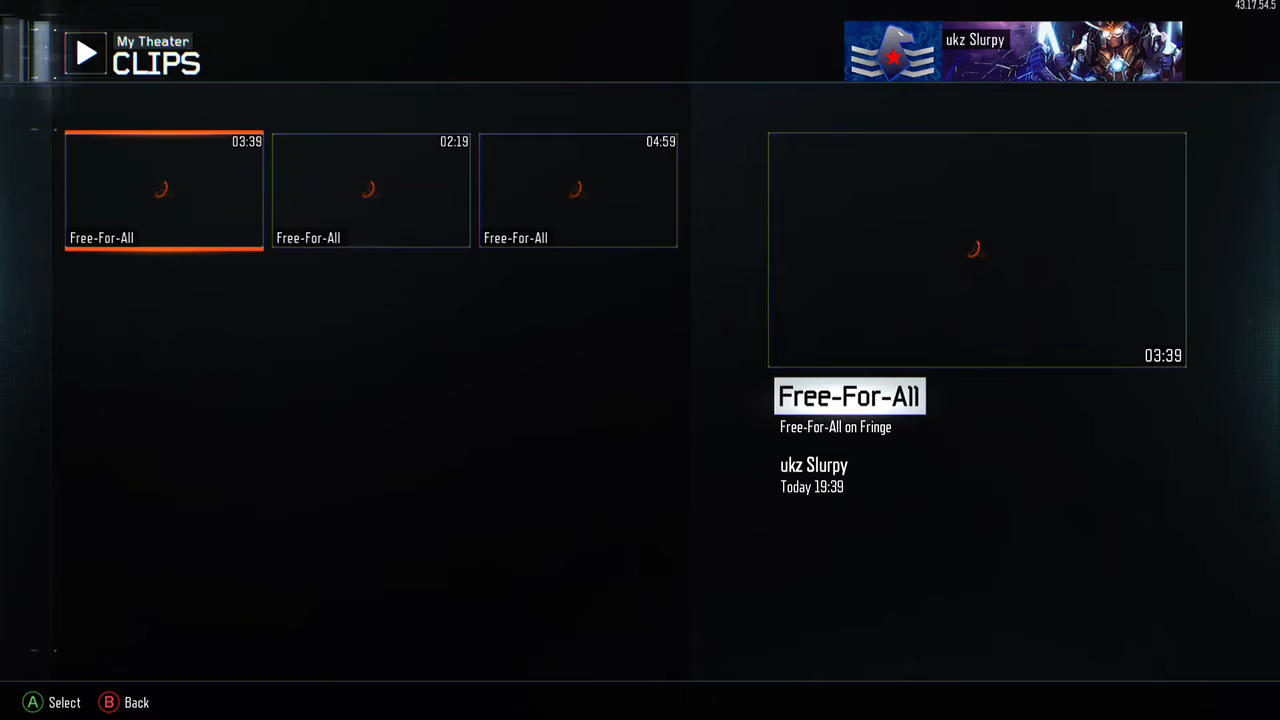 43.17.54.5
My Theater
CLIPS
ukz Slurpy
03:39
Free-For-All
02:19
Free-For-All
04:59
Free-For-All
03:39
Free-For-All
Free-For-All on Fringe
ukz Slurpy
Today 19:39
A Select B Back